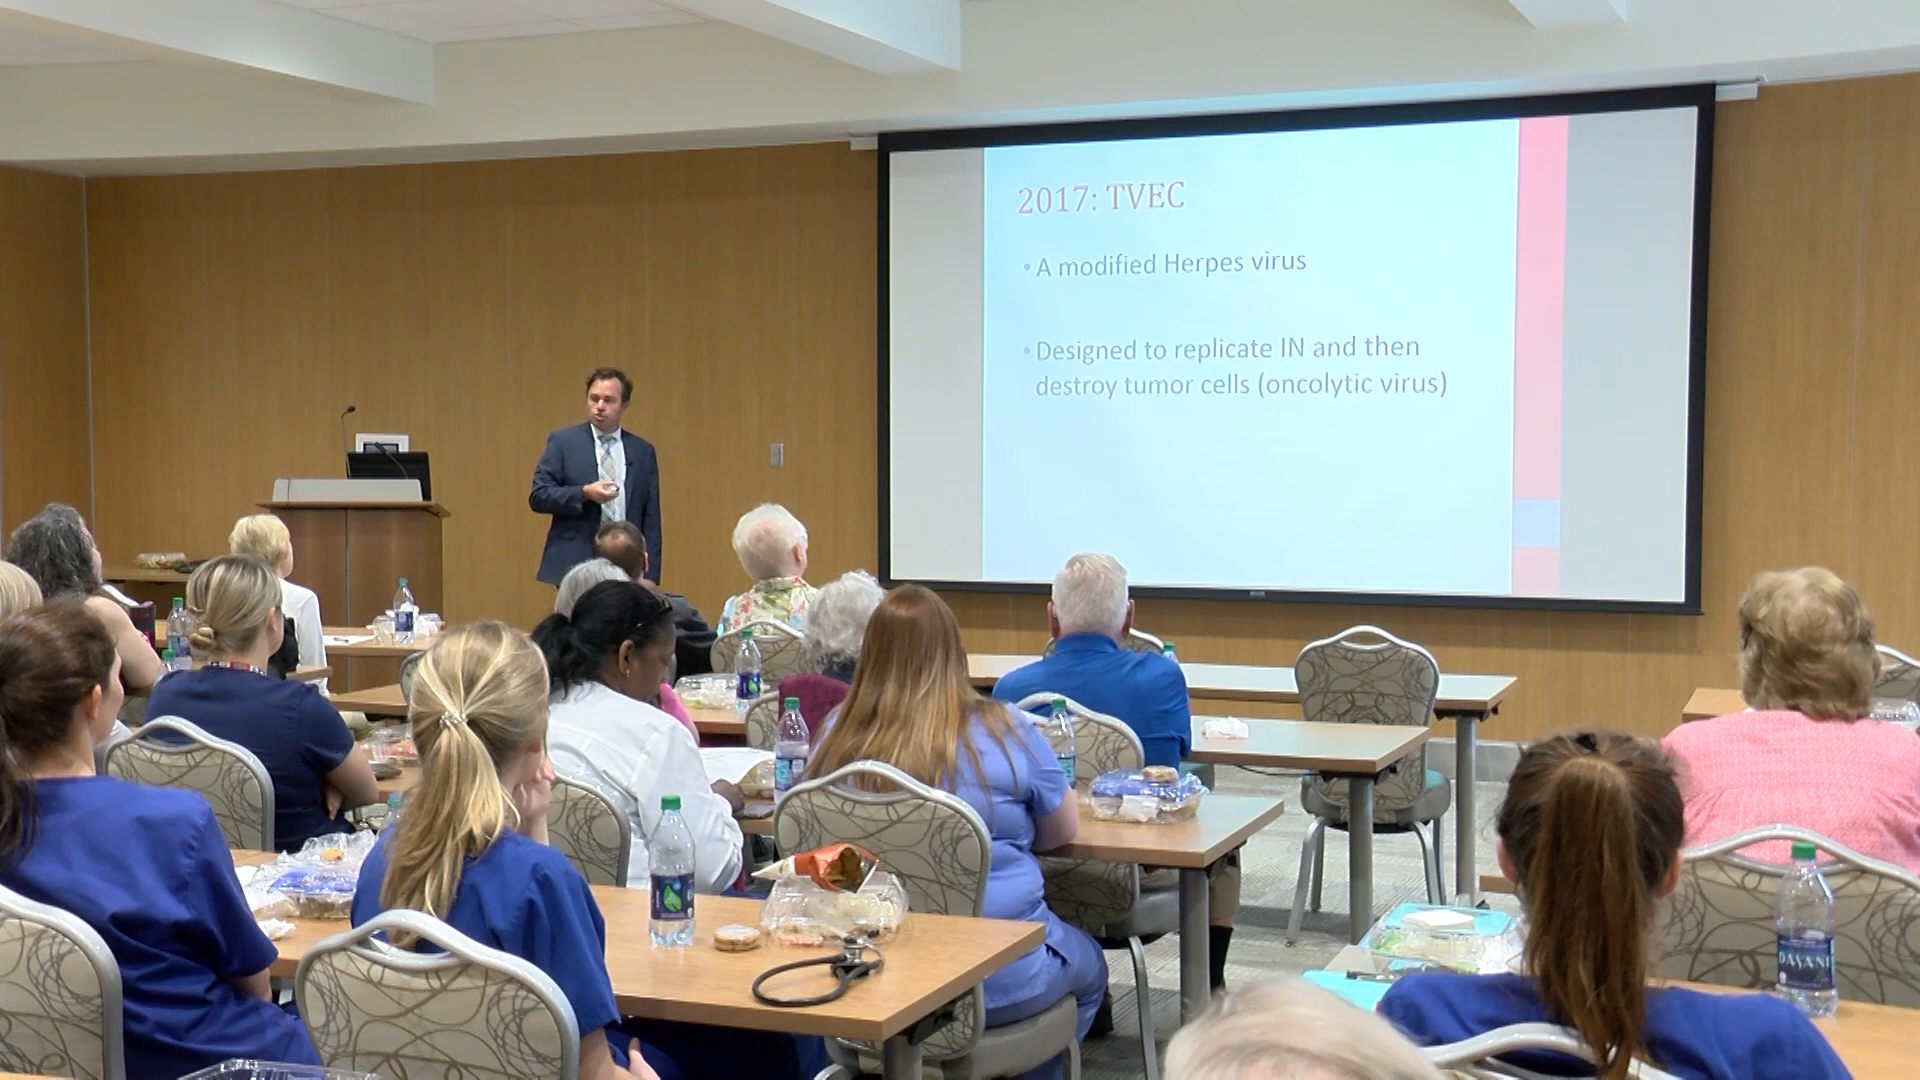 2017: TVEC
• A modified Herpes virus
• Designed to replicate IN and then
destroy tumor cells (oncolytic virus)
DASANI